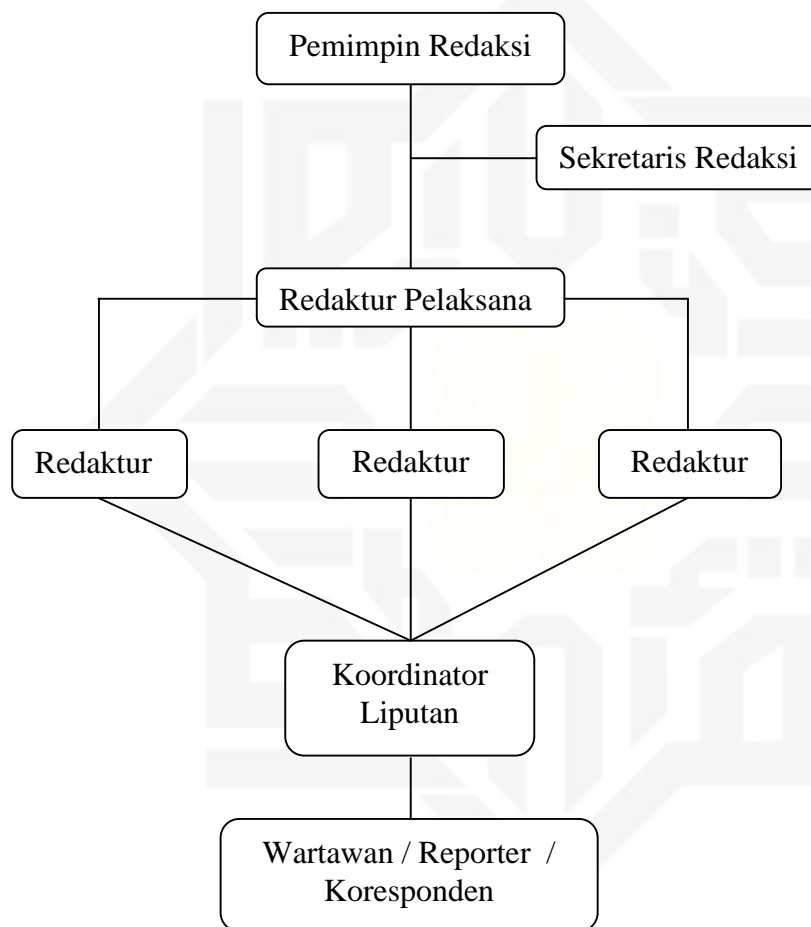 Pemimpin Redaksi
Sekretaris Redaksi
Redaktur Pelaksana
Redaktur
Redaktur
Redaktur
Koordinator
Liputan
Wartawan / Reporter /
Koresponden